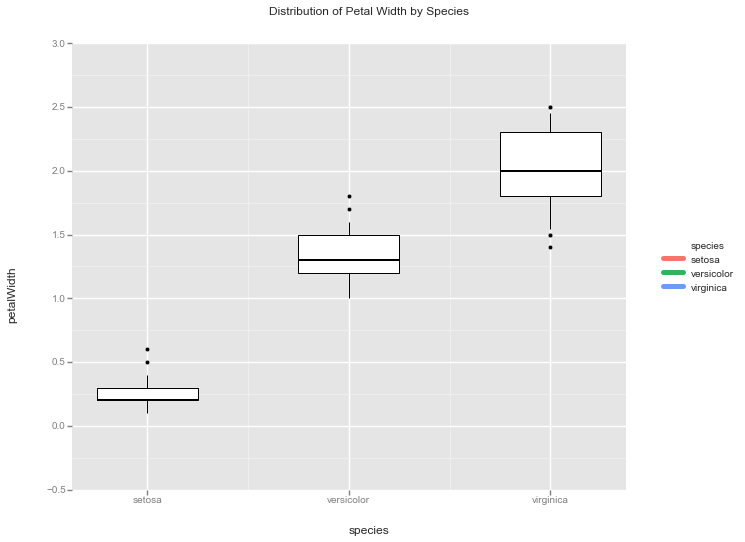 Distribution of Petal Width by Species
3.0
2.5
2.0
1.5
1.0
0.5
0.0
−0.5
petalWidth
setosa
versicolor
virginica
species
species
setosa
versicolor
virginica